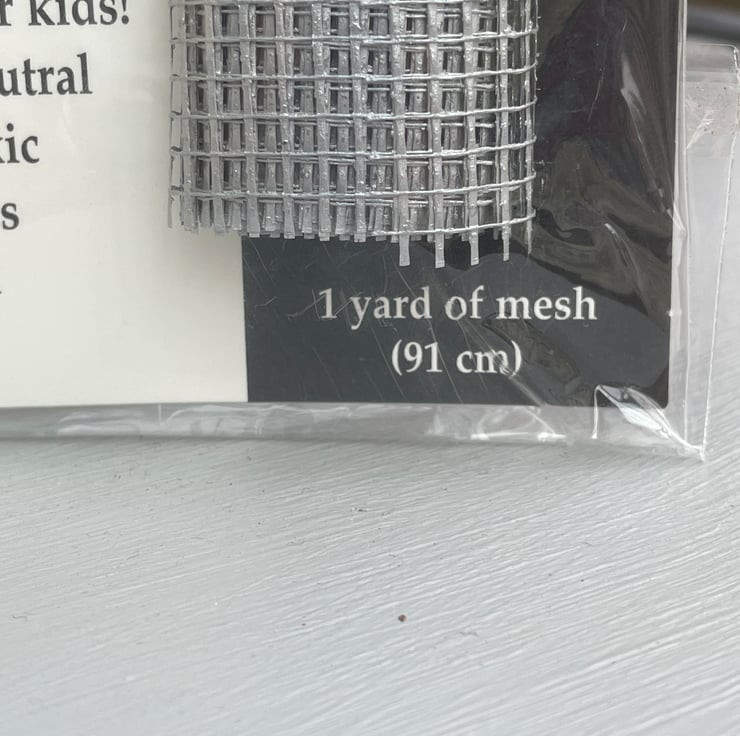 r kids!
utral
ic
s
1 yard of mesh
(91 cm)